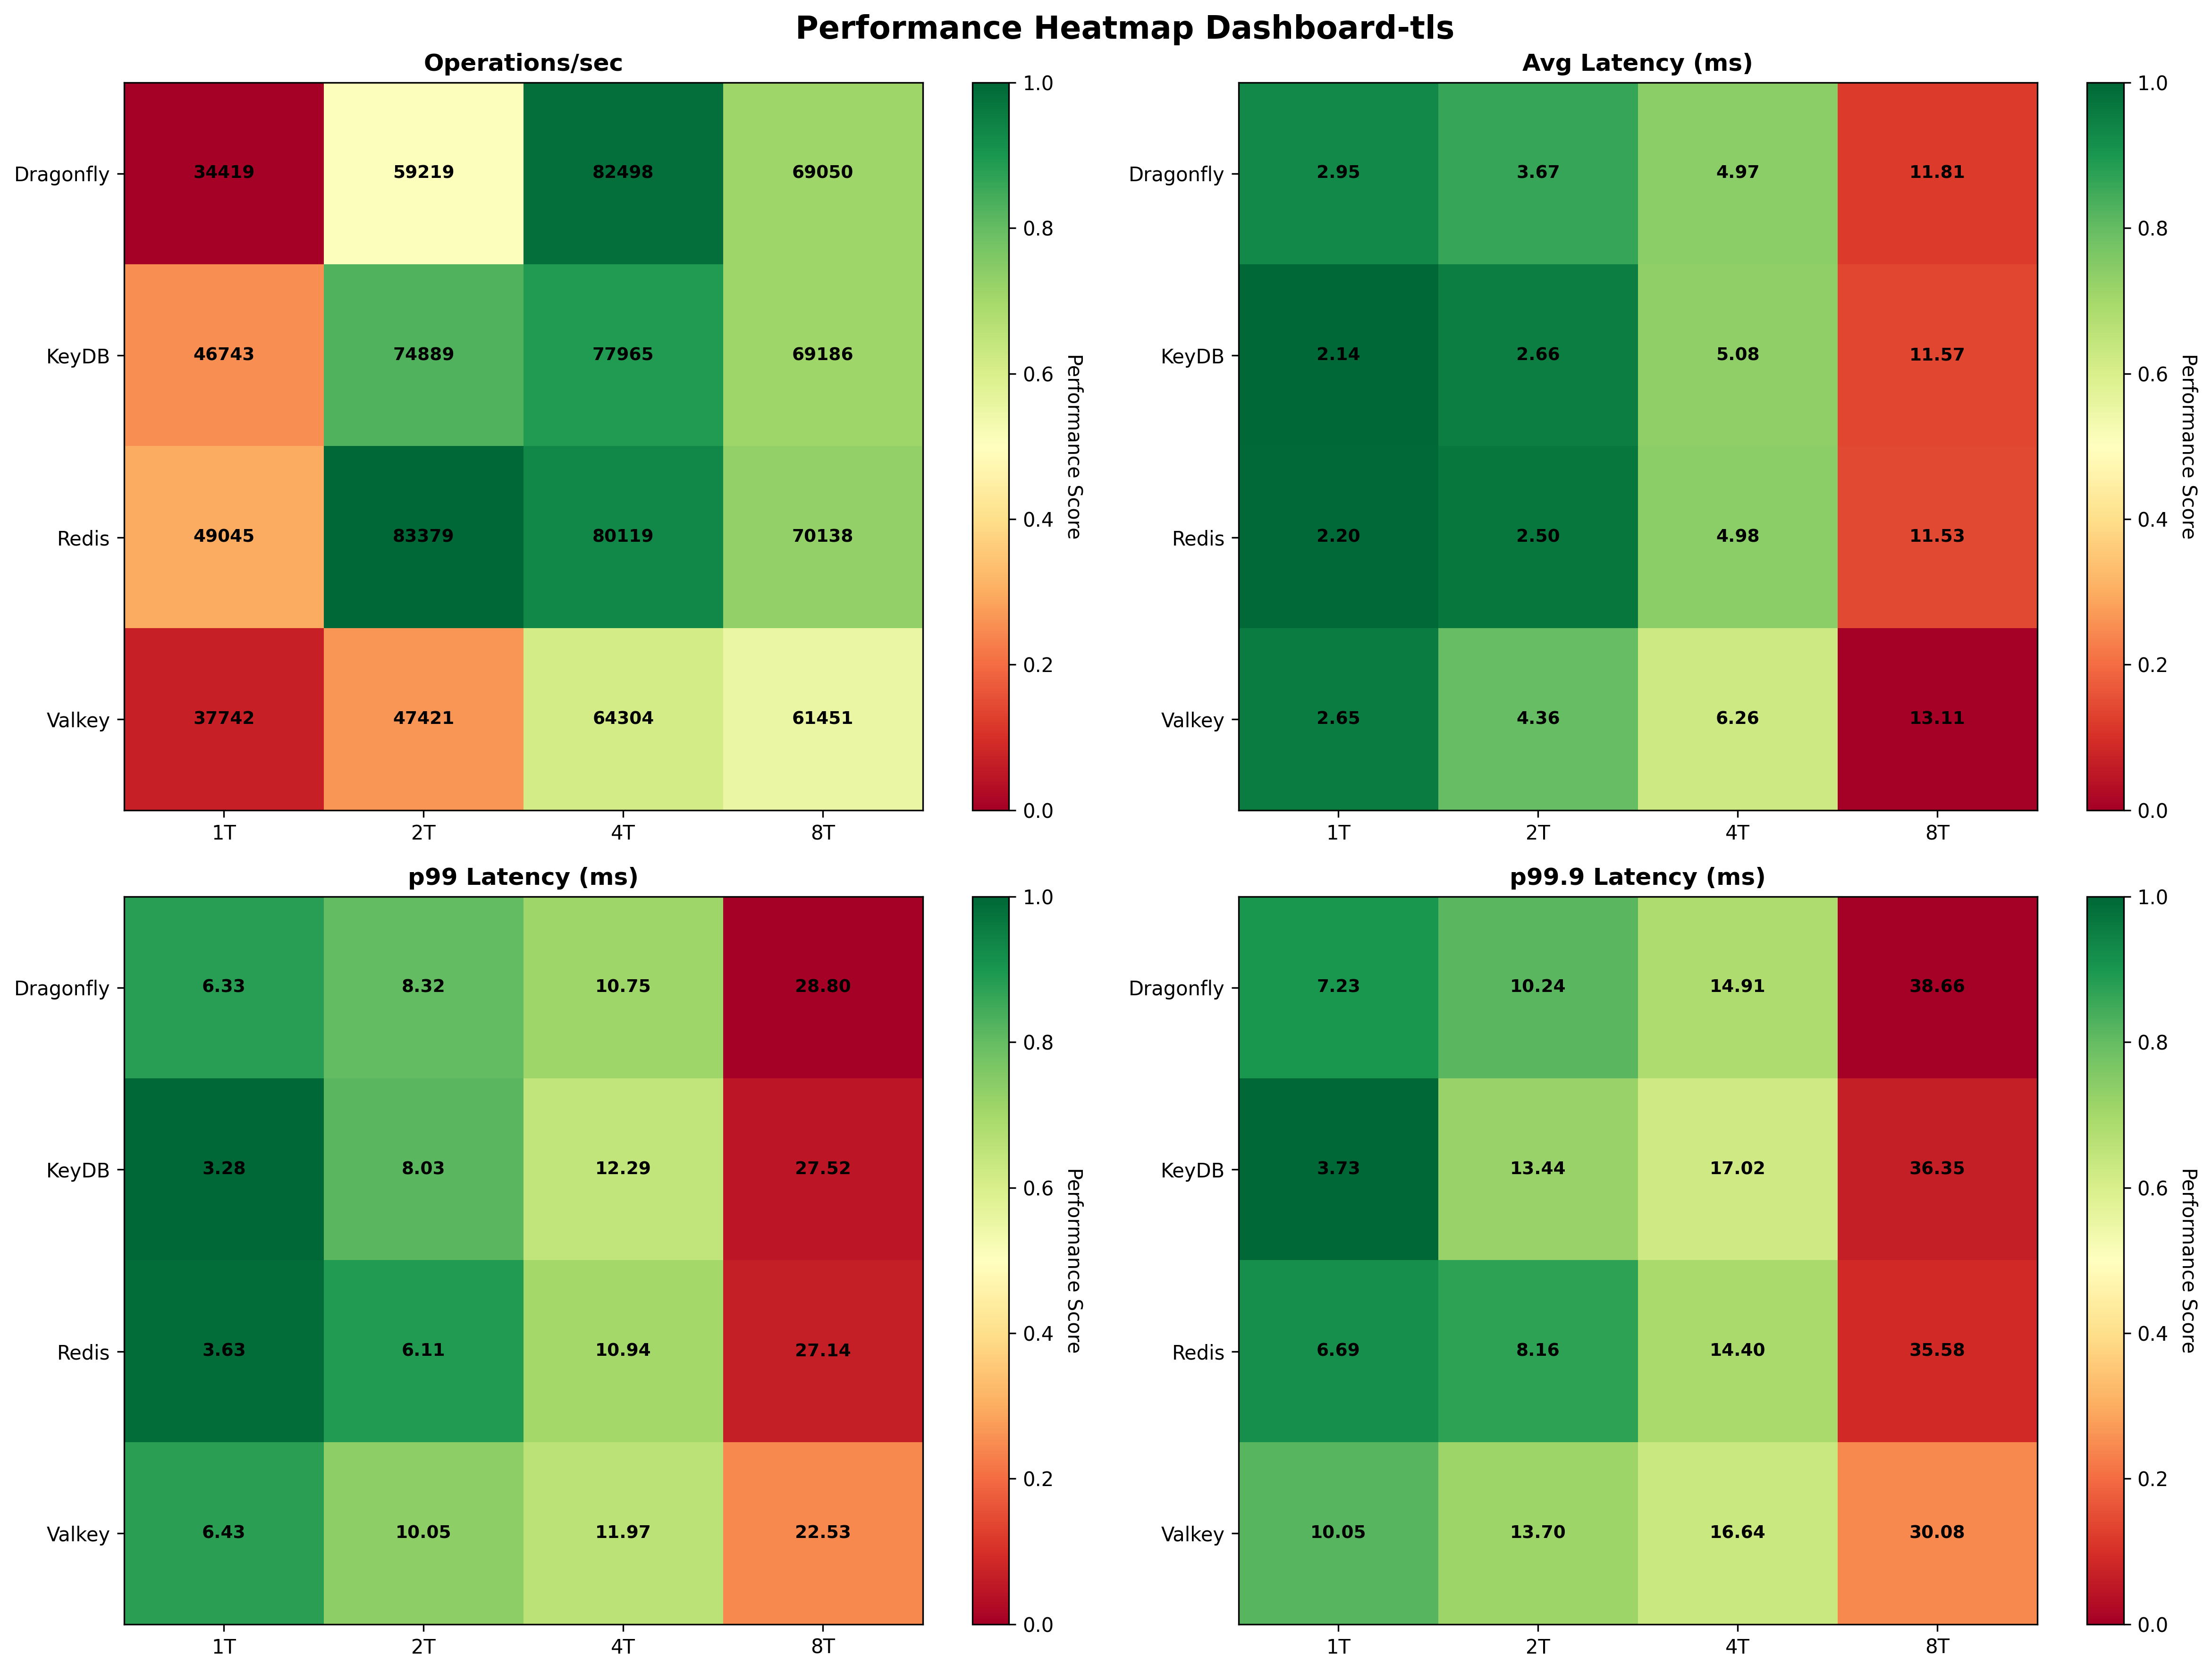 Performance Heatmap Dashboard-tls
Operations/sec
Dragonfly 34419 59219 82498 69050
KeyDB 46743 74889 77965 69186
Redis 49045 83379 80119 70138
Valkey 37742 47421 64304 61451
1T 2T 4T 8T
1.0
0.8
0.6
0.4
0.2
0.0
Performance Score
Avg Latency (ms)
Dragonfly 2.95 3.67 4.97 11.81
KeyDB 2.14 2.66 5.08 11.57
Redis 2.20 2.50 4.98 11.53
Valkey 2.65 4.36 6.26 13.11
1T 2T 4T 8T
1.0
0.8
0.6
0.4
0.2
0.0
Performance Score
p99 Latency (ms)
Dragonfly 6.33 8.32 10.75 28.80
KeyDB 3.28 8.03 12.29 27.52
Redis 3.63 6.11 10.94 27.14
Valkey 6.43 10.05 11.97 22.53
1T 2T 4T 8T
1.0
0.8
0.6
0.4
0.2
0.0
Performance Score
p99.9 Latency (ms)
Dragonfly 7.23 10.24 14.91 38.66
KeyDB 3.73 13.44 17.02 36.35
Redis 6.69 8.16 14.40 35.58
Valkey 10.05 13.70 16.64 30.08
1T 2T 4T 8T
1.0
0.8
0.6
0.4
0.2
0.0
Performance Score